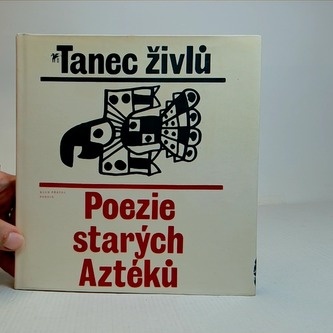 Tanec živlů
Poezie
starých
Aztéků